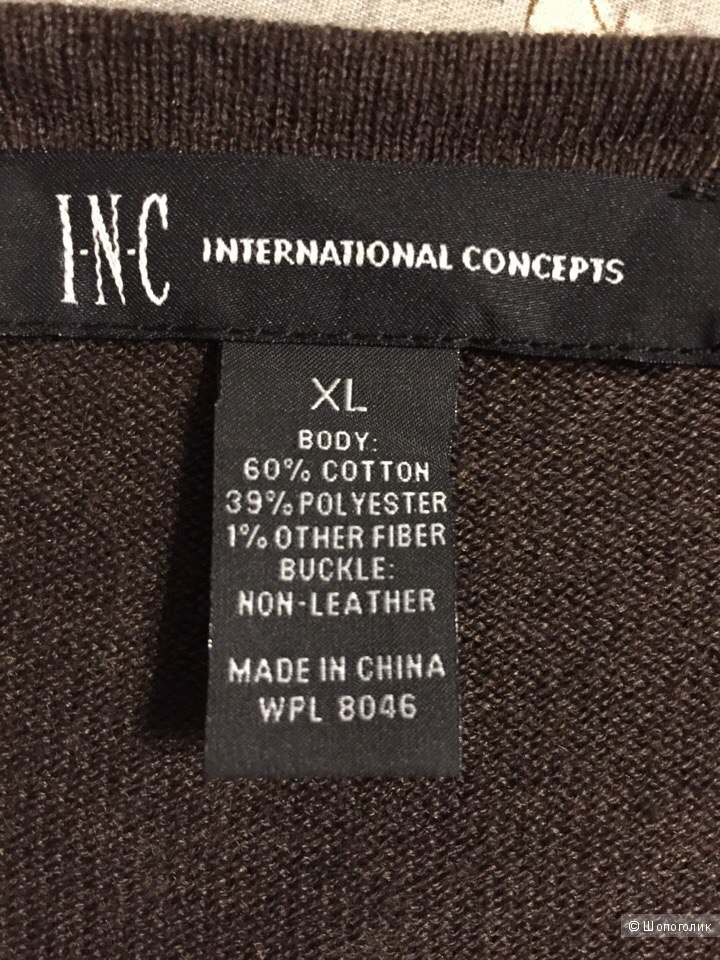 I-N-C INTERNATIONAL CONCEPTS
XL
BODY:
60% COTTON
39% POLYESTER
1% OTHER FIBER
BUCKLE:
NON-LEATHER
MADE IN CHINA
WPL 8046
© Шопоголик